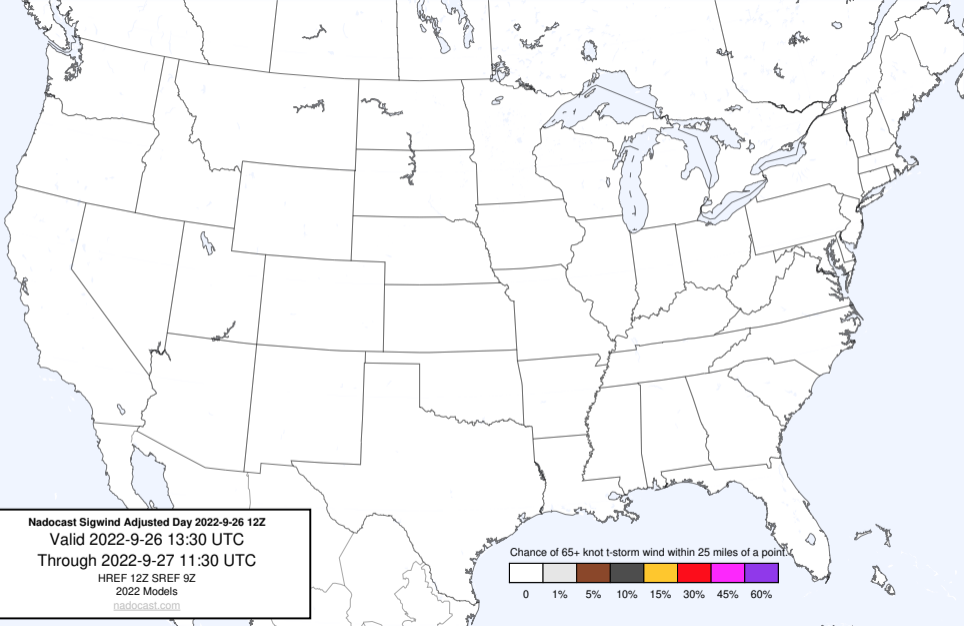 Nadocast Sigwind Adjusted Day 2022-9-26 12Z
Valid 2022-9-26 13:30 UTC
Through 2022-9-27 11:30 UTC
HREF 12Z SREF 9Z
2022 Models
nadocast.com
Chance of 65+ knot t-storm wind within 25 miles of a point.
0 1% 5% 10% 15% 30% 45% 60%